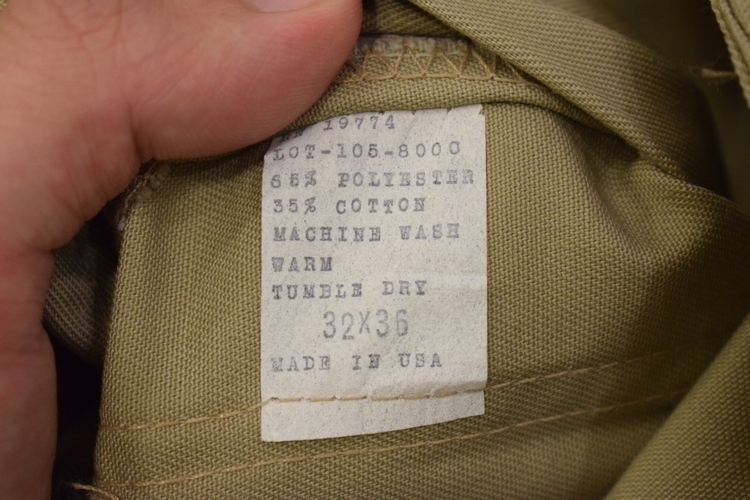 19774
LOT-105-8000
65% POLYESTER
35% COTTON
MACHINE WASH
WARM
TUMBLE DRY
32X36
MADE IN USA